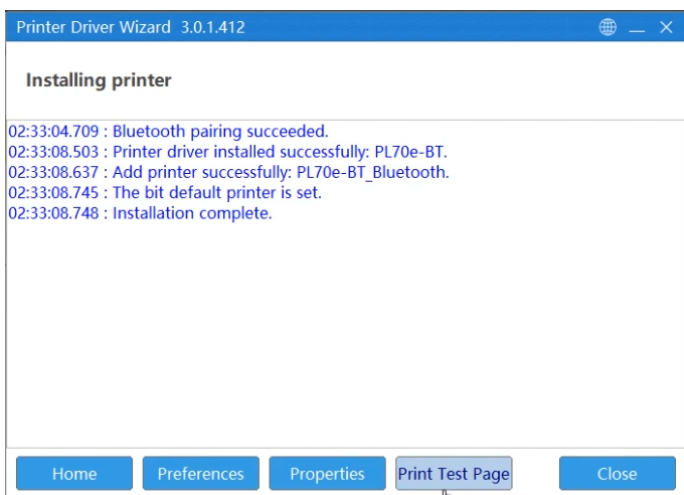 Printer Driver Wizard 3.0.1.412
Installing printer
02:33:04.709 : Bluetooth pairing succeeded.
02:33:08.503 : Printer driver installed successfully: PL70e-BT.
02:33:08.637 : Add printer successfully: PL70e-BT_Bluetooth.
02:33:08.745 : The bit default printer is set.
02:33:08.748 : Installation complete.
Home Preferences Properties Print Test Page Close